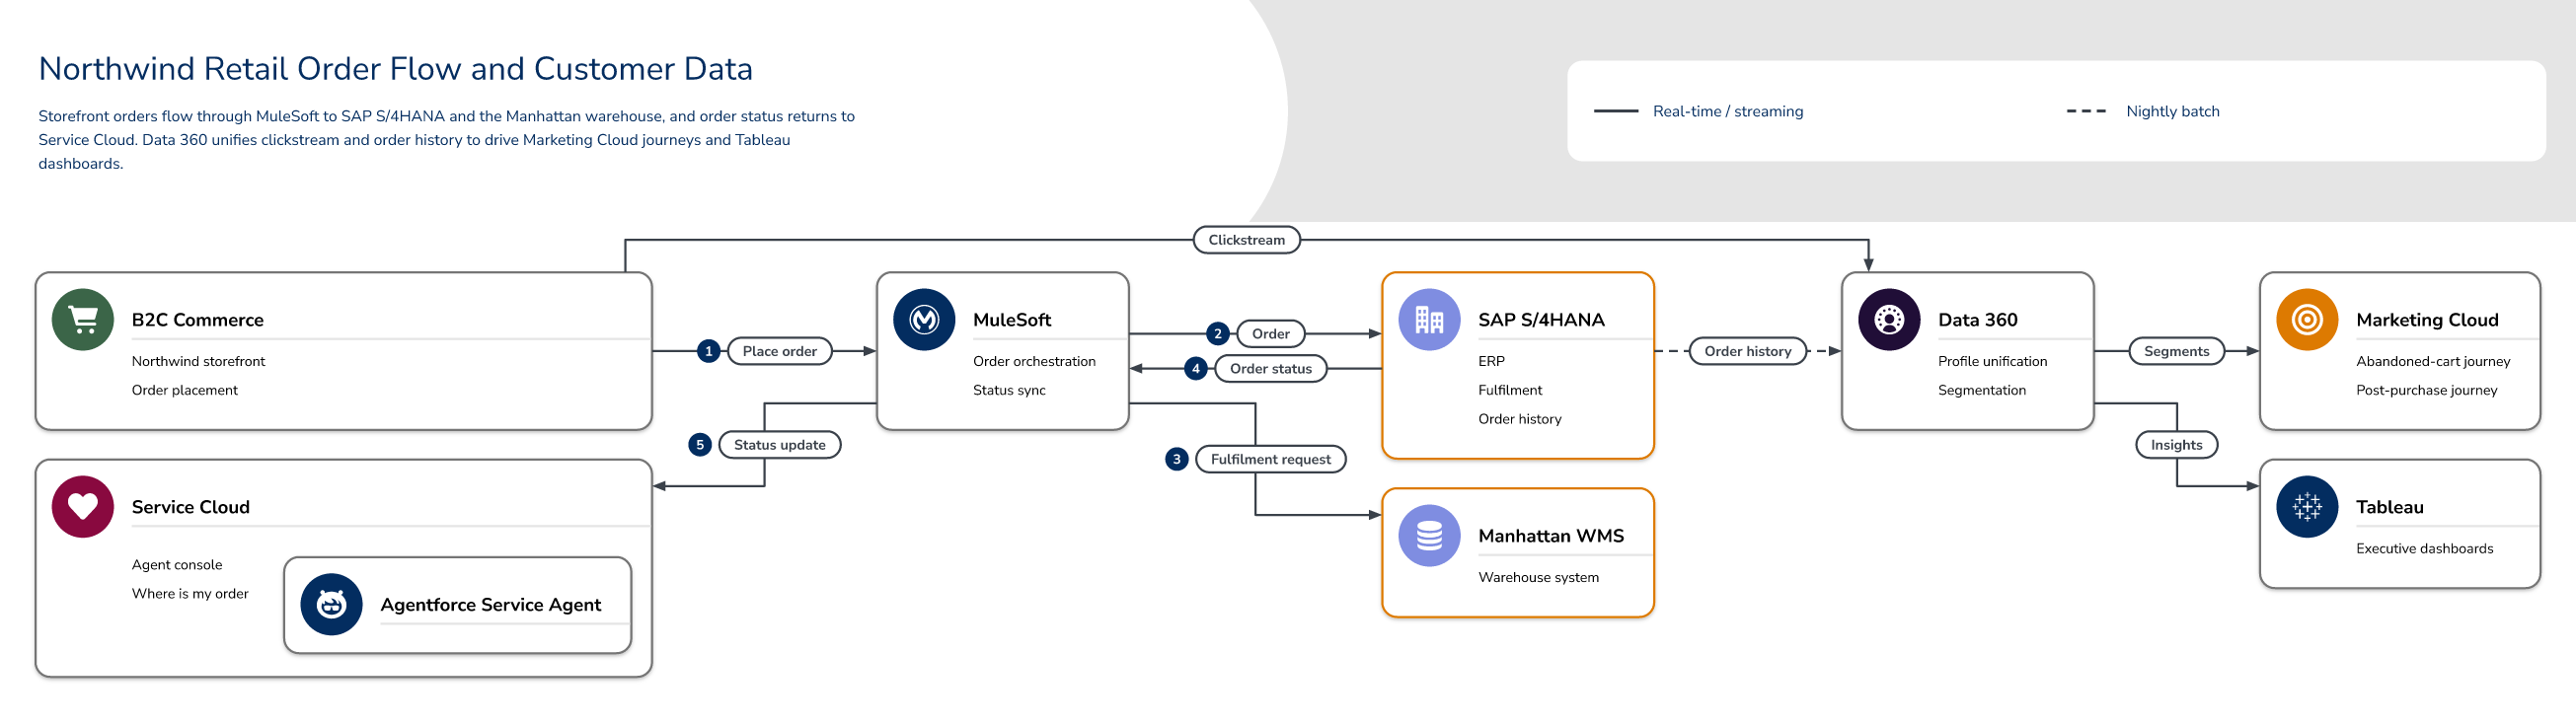 Northwind Retail Order Flow and Customer Data
Storefront orders flow through MuleSoft to SAP S/4HANA and the Manhattan warehouse, and order status returns to
Service Cloud. Data 360 unifies clickstream and order history to drive Marketing Cloud journeys and Tableau
dashboards.
Real-time / streaming
Nightly batch
Clickstream
B2C Commerce
Northwind storefront
Order placement
1 Place order
MuleSoft
Order orchestration
Status sync
2 Order
4 Order status
SAP S/4HANA
ERP
Fulfilment
Order history
Order history
Data 360
Profile unification
Segmentation
Segments
Marketing Cloud
Abandoned-cart journey
Post-purchase journey
5 Status update
3 Fulfilment request
Insights
Service Cloud
Agent console
Where is my order
Agentforce Service Agent
Manhattan WMS
Warehouse system
Tableau
Executive dashboards